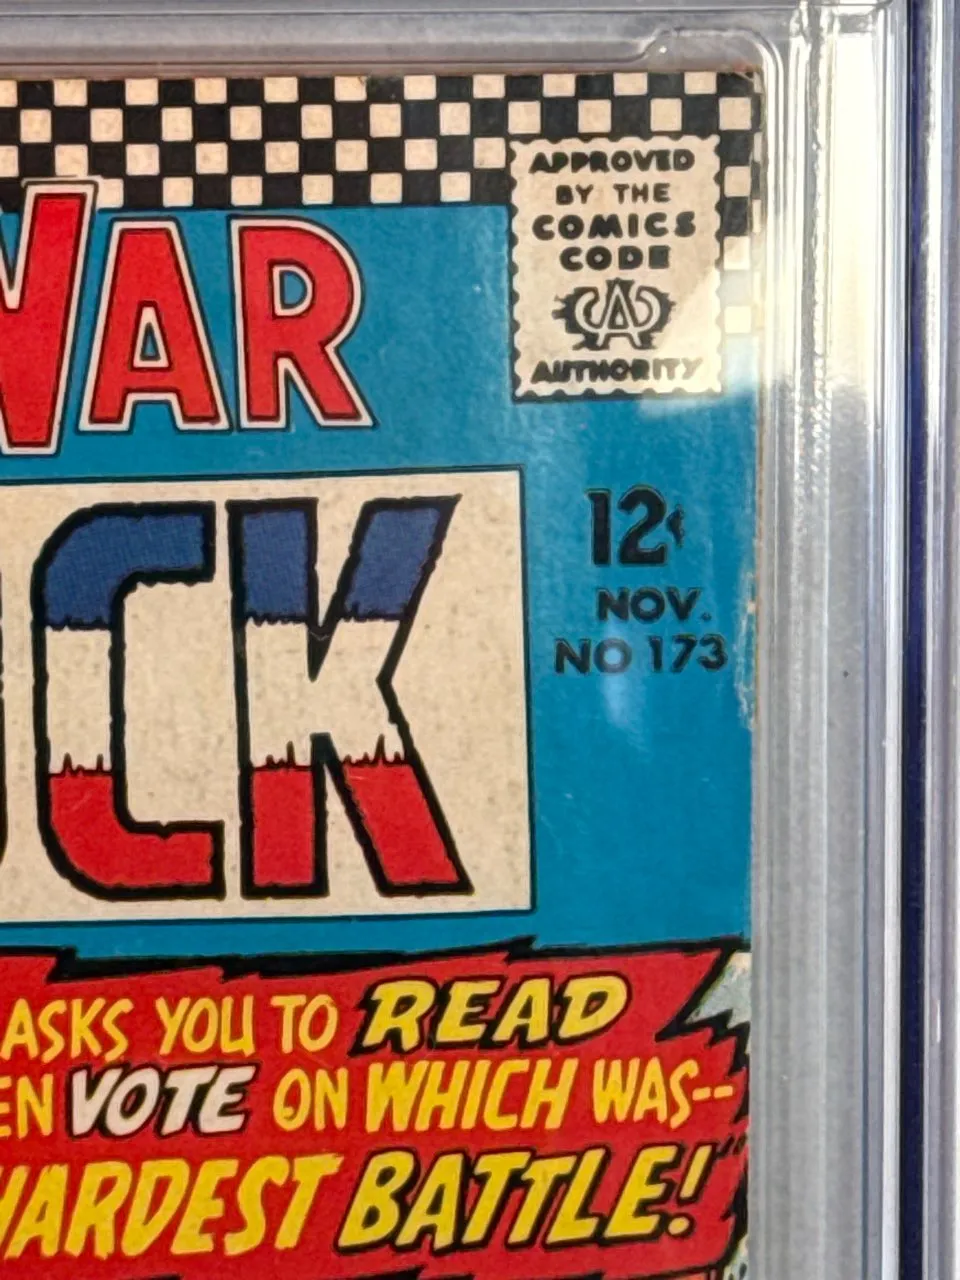 WAR
APPROVED
BY THE
COMICS
CODE
CA
AUTHORITY
12¢
NOV.
NO 173
CK
ASKS YOU TO READ
VOTE ON WHICH WAS--
HARDEST BATTLE!"